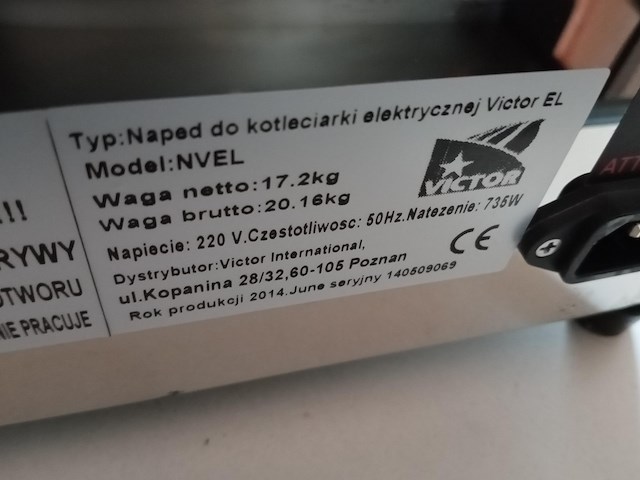 Typ:Naped do kotleciarki elektrycznej Victor EL
Model:NVEL
Waga netto:17.2kg
Waga brutto:20.16kg
Napiecie: 220 V.Czestotliwosc: 50Hz.Natezenie: 735W
Dystrybutor:Victor International,
ul.Kopanina 28/32,60-105 Poznan
Rok produkcji 2014.June seryjny 140509069
VICTOR
CE
!!!
RYWY
OTWORU
NIE PRACUJE
ATT